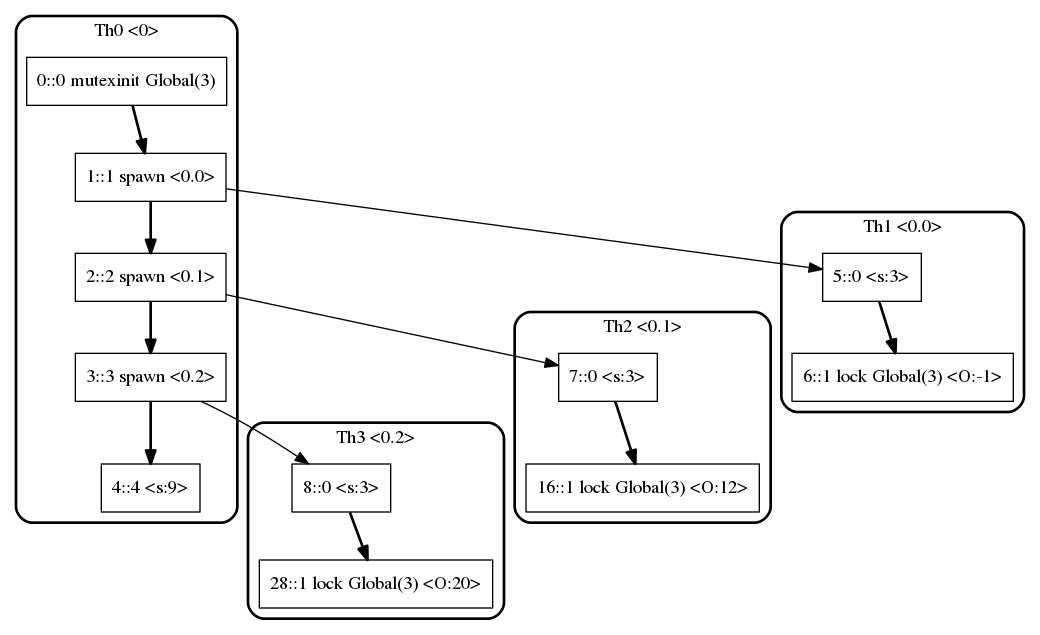 Th0 <0>
0::0 mutexinit Global(3)
1::1 spawn <0.0>
2::2 spawn <0.1>
3::3 spawn <0.2>
4::4 <s:9>
Th1 <0.0>
5::0 <s:3>
6::1 lock Global(3) <O:-1>
Th2 <0.1>
7::0 <s:3>
16::1 lock Global(3) <O:12>
Th3 <0.2>
8::0 <s:3>
28::1 lock Global(3) <O:20>